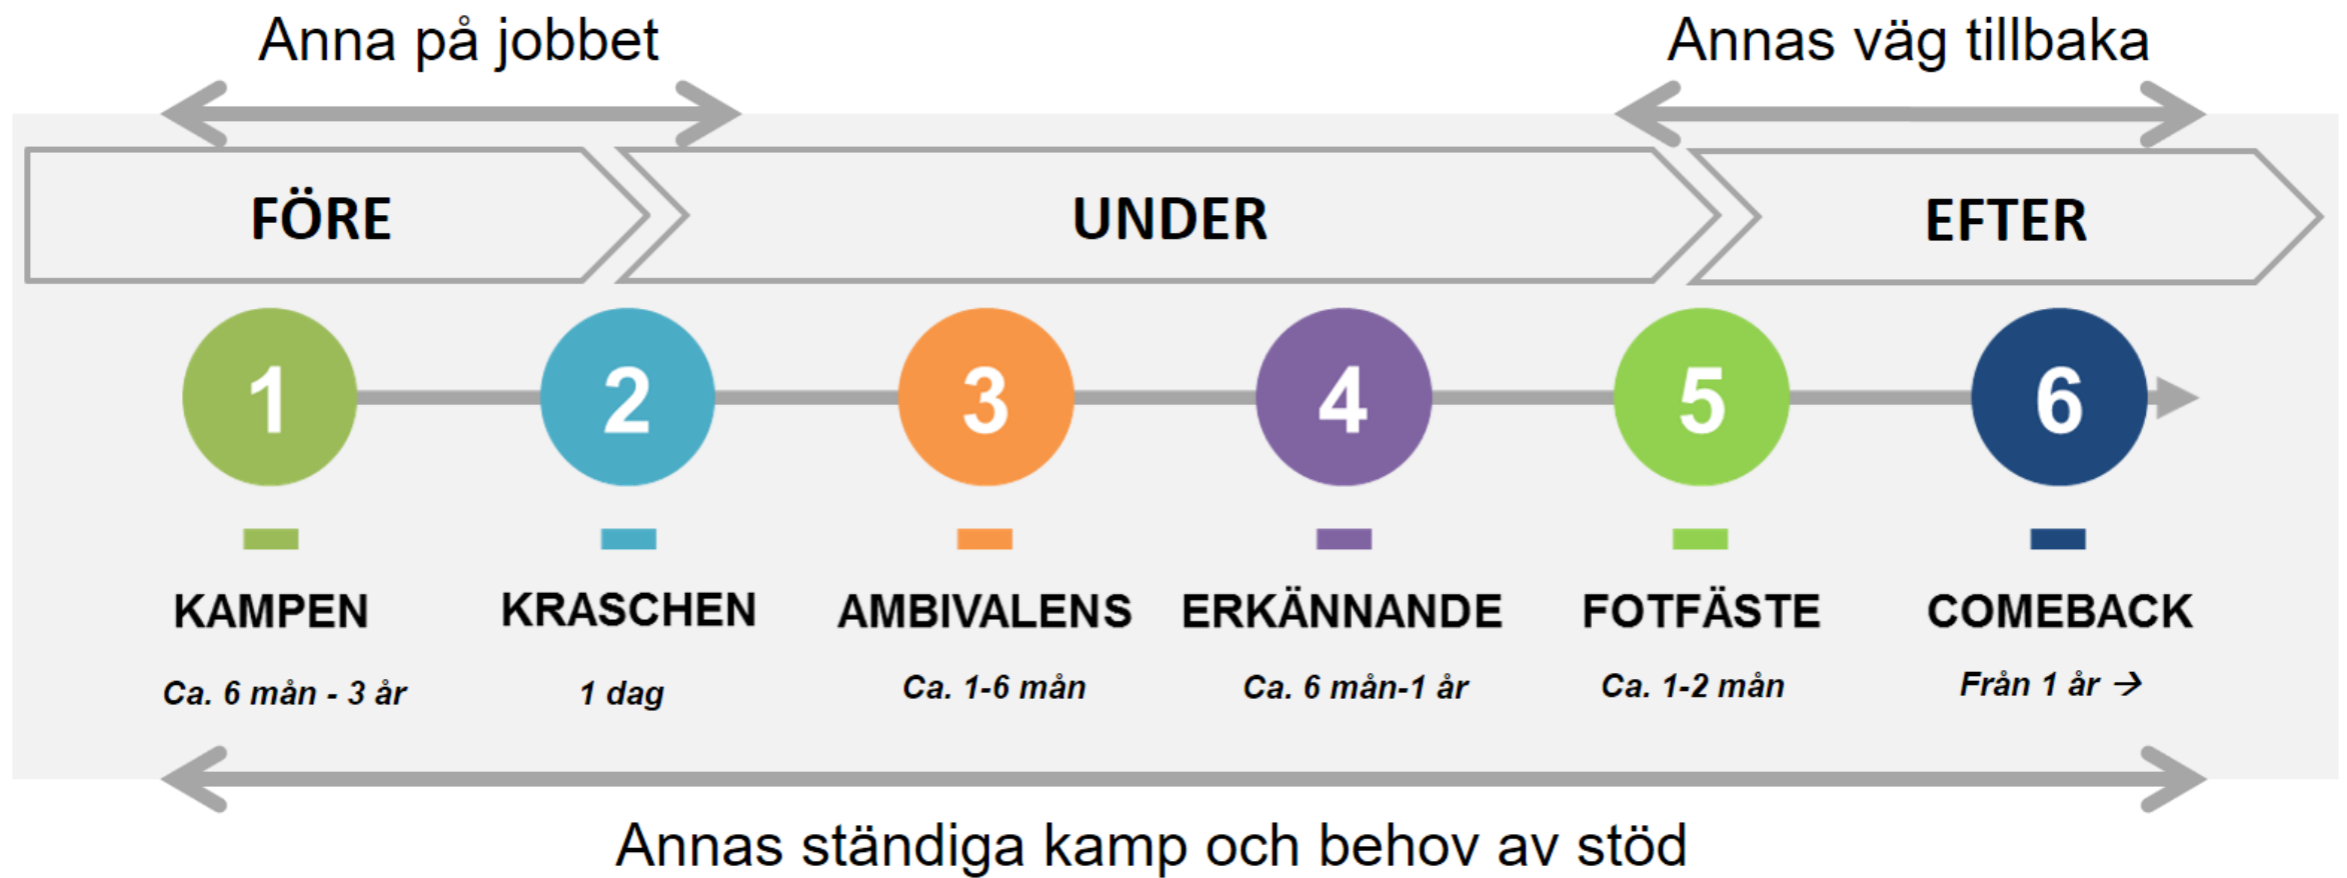 Anna på jobbet
Annas väg tillbaka
FÖRE
UNDER
EFTER
1
2
3
4
5
6
KAMPEN
KRASCHEN
AMBIVALENS
ERKÄNNANDE
FOTFÄSTE
COMEBACK
Ca. 6 mån - 3 år
1 dag
Ca. 1-6 mån
Ca. 6 mån-1 år
Ca. 1-2 mån
Från 1 år →
Annas ständiga kamp och behov av stöd